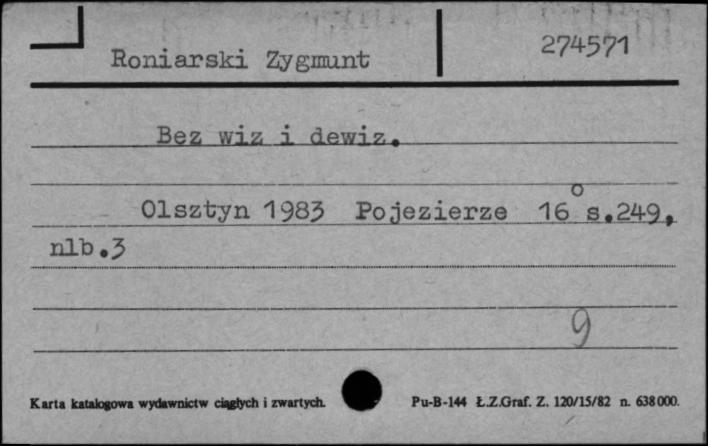 Roniarski Zygmunt 274571
Bez wiz i dewiz.
Olsztyn 1983 Pojezierze 16° s.249,
nlb.3
9
Karta katalogowa wydawnictw ciągłych i zwartych. Pu-B-144 Ł.Z.Graf. Z. 120/15/82 n. 638000.